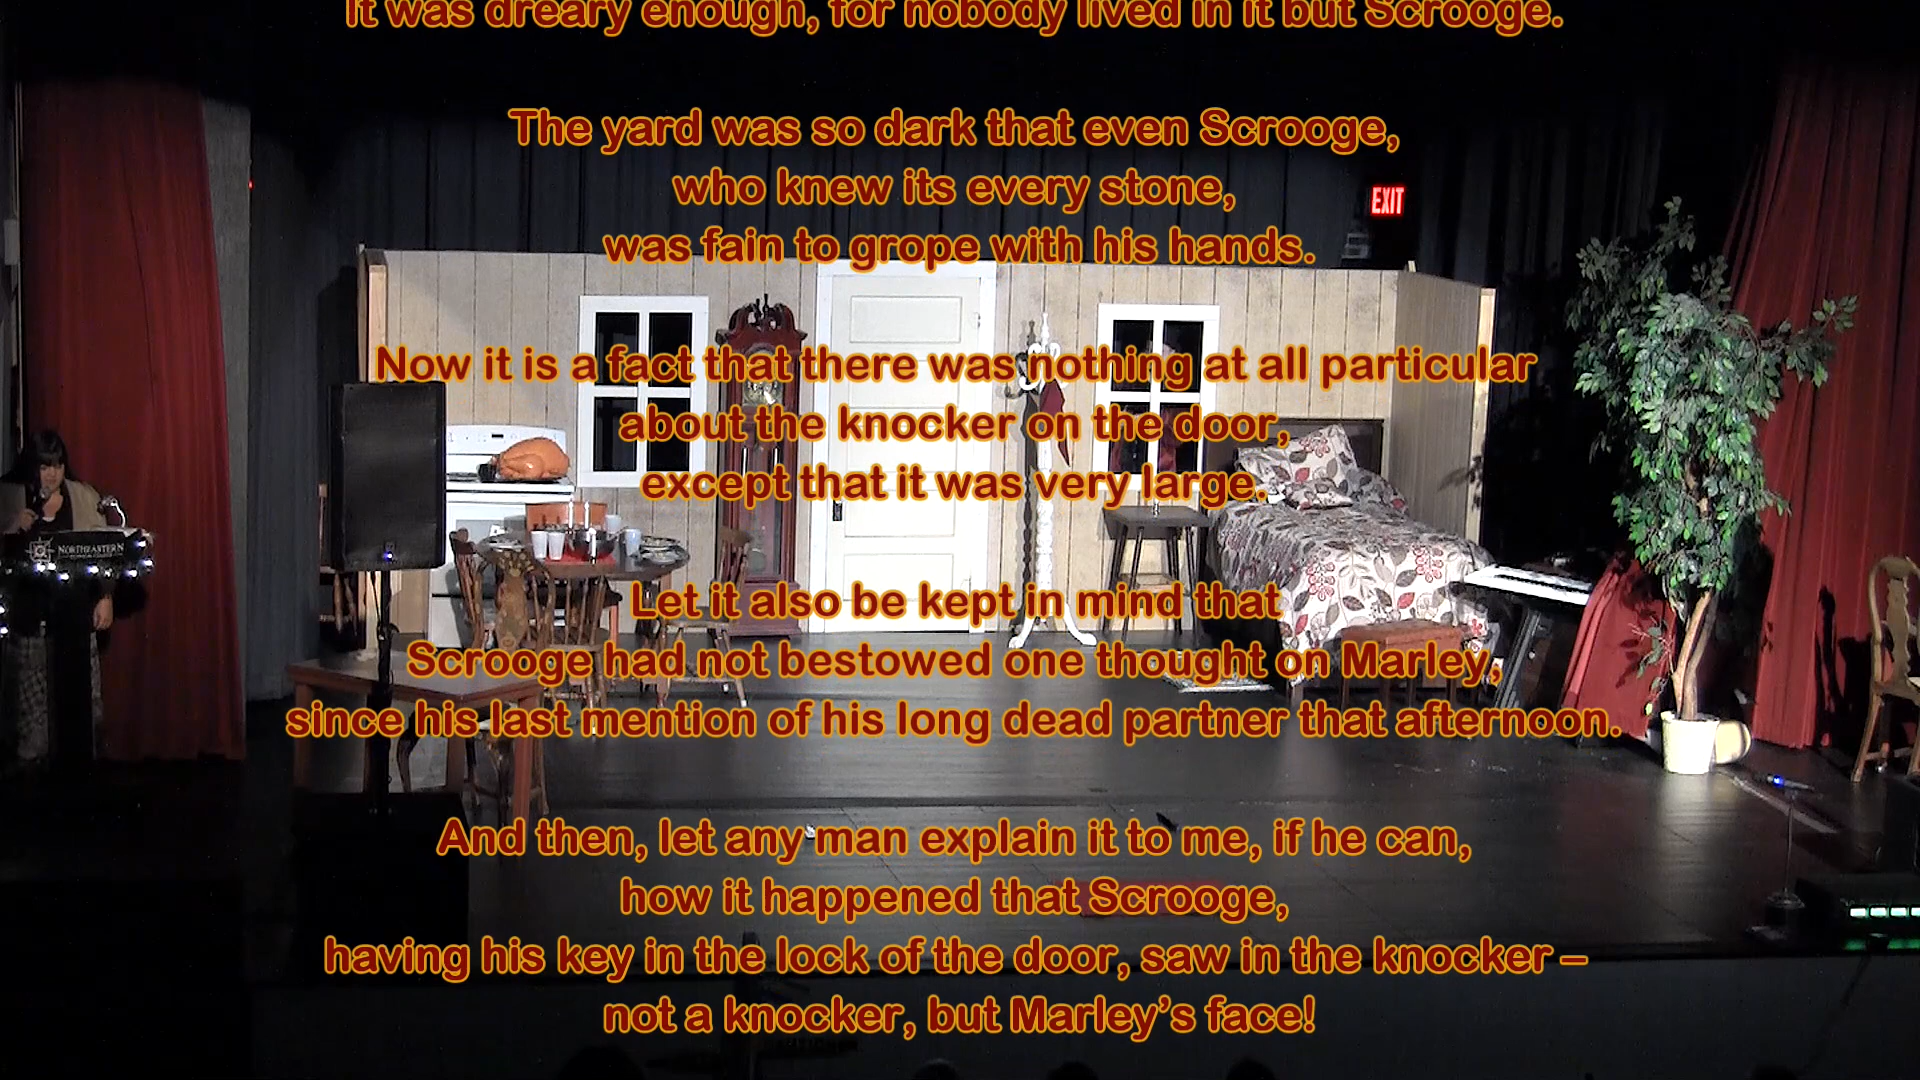 It was dreary enough, for nobody lived in it but Scrooge.
The yard was so dark that even Scrooge,
who knew its every stone,
was fain to grope with his hands.
EXIT
Now it is a fact that there was nothing at all particular
about the knocker on the door,
except that it was very large.
NORTHEASTERN
Let it also be kept in mind that
Scrooge had not bestowed one thought on Marley,
since his last mention of his long dead partner that afternoon.
And then, let any man explain it to me, if he can,
how it happened that Scrooge,
having his key in the lock of the door, saw in the knocker –
not a knocker, but Marley’s face!